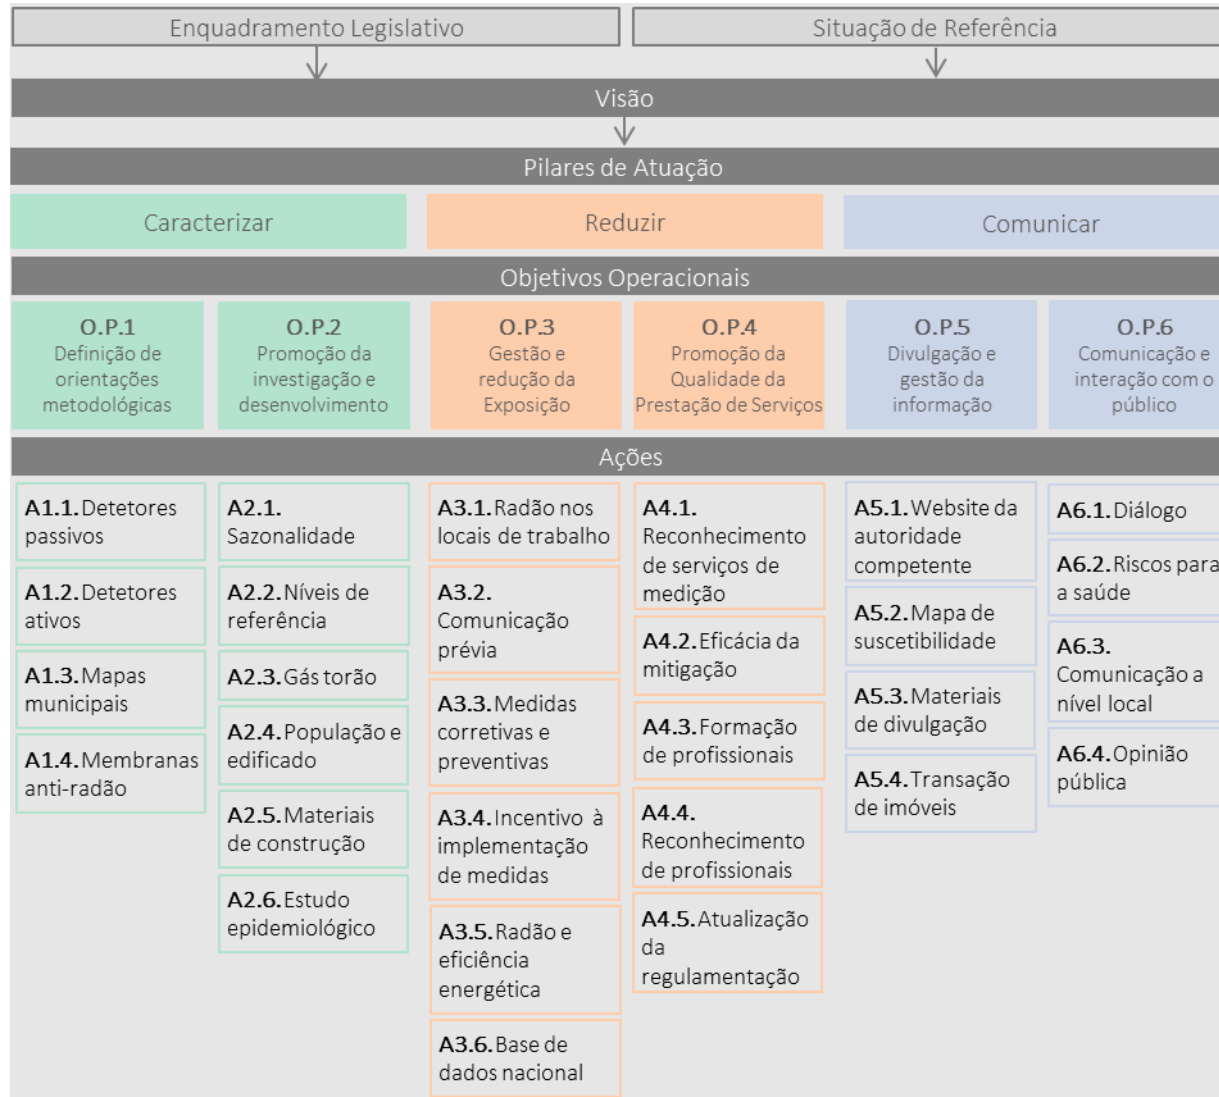 Enquadramento Legislativo
Situação de Referência
Visão
Pilares de Atuação
Caracterizar
Reduzir
Comunicar
Objetivos Operacionais
O.P.1
Definição de
orientações
metodológicas
O.P.2
Promoção da
investigação e
desenvolvimento
O.P.3
Gestão e
redução da
Exposição
O.P.4
Promoção da
Qualidade da
Prestação de Serviços
O.P.5
Divulgação e
gestão da
informação
O.P.6
Comunicação e
interação com o
público
Ações
A1.1. Detetores
passivos
A1.2. Detetores
ativos
A1.3. Mapas
municipais
A1.4. Membranas
anti-radão
A2.1.
Sazonalidade
A2.2. Níveis de
referência
A2.3. Gás torão
A2.4. População e
edificado
A2.5. Materiais
de construção
A2.6. Estudo
epidemiológico
A3.1. Radão nos
locais de trabalho
A3.2.
Comunicação
prévia
A3.3. Medidas
corretivas e
preventivas
A3.4. Incentivo à
implementação
de medidas
A3.5. Radão e
eficiência
energética
A3.6. Base de
dados nacional
A4.1.
Reconhecimento
de serviços de
medição
A4.2. Eficácia da
mitigação
A4.3. Formação
de profissionais
A4.4.
Reconhecimento
de profissionais
A4.5. Atualização
da
regulamentação
A5.1. Website da
autoridade
competente
A5.2. Mapa de
suscetibilidade
A5.3. Materiais
de divulgação
A5.4. Transação
de imóveis
A6.1. Diálogo
A6.2. Riscos para
a saúde
A6.3.
Comunicação a
nível local
A6.4. Opinião
pública